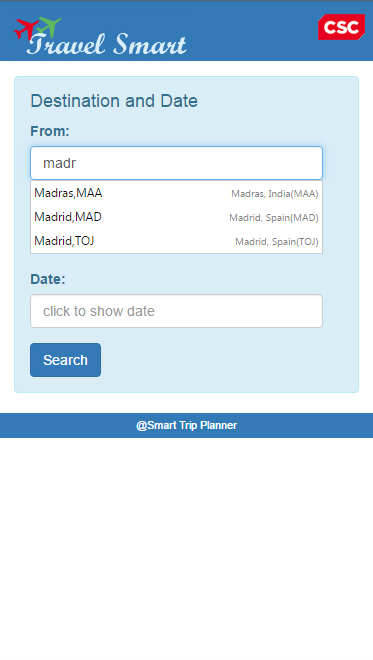 Travel Smart
CSC
Destination and Date
From:
madr
Madras,MAA Madras, India(MAA)
Madrid,MAD Madrid, Spain(MAD)
Madrid,TOJ Madrid, Spain(TOJ)
Date:
click to show date
Search
@Smart Trip Planner